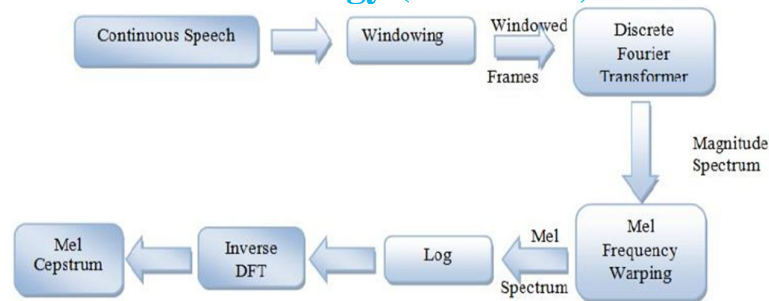 Continuous Speech
Windowing
Windowed
Frames
Discrete
Fourier
Transformer
Magnitude
Spectrum
Mel
Frequency
Warping
Mel
Spectrum
Log
Inverse
DFT
Mel
Cepstrum